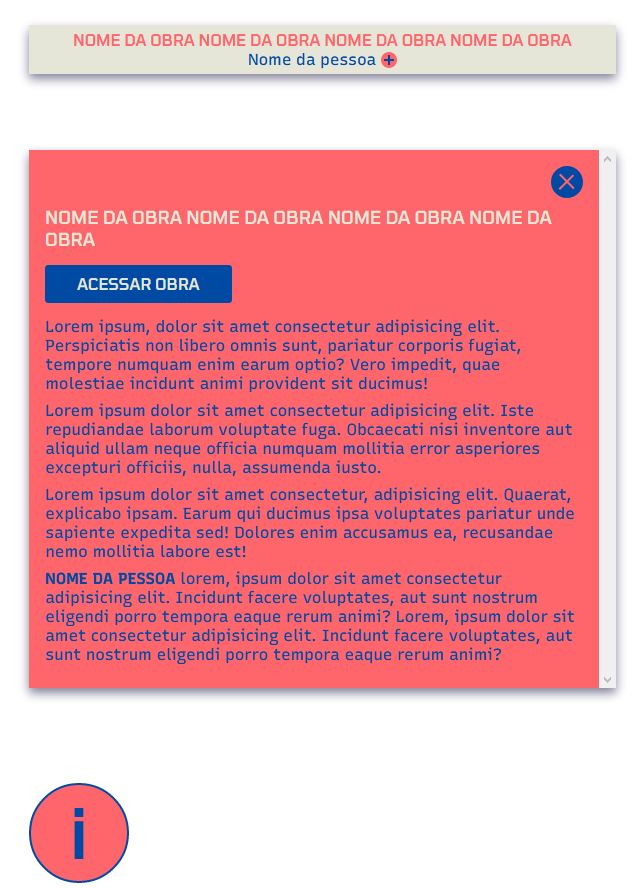 NOME DA OBRA NOME DA OBRA NOME DA OBRA NOME DA OBRA
Nome da pessoa +
NOME DA OBRA NOME DA OBRA NOME DA OBRA NOME DA
OBRA
ACESSAR OBRA
Lorem ipsum, dolor sit amet consectetur adipisicing elit.
Perspiciatis non libero omnis sunt, pariatur corporis fugiat,
tempore numquam enim earum optio? Vero impedit, quae
molestiae incidunt animi provident sit ducimus!
Lorem ipsum dolor sit amet consectetur adipisicing elit. Iste
repudiandae laborum voluptate fuga. Obcaecati nisi inventore aut
aliquid ullam neque officia numquam mollitia error asperiores
excepturi officiis, nulla, assumenda iusto.
Lorem ipsum dolor sit amet consectetur, adipisicing elit. Quaerat,
explicabo ipsam. Earum qui ducimus ipsa voluptates pariatur unde
sapiente expedita sed! Dolores enim accusamus ea, recusandae
nemo mollitia labore est!
NOME DA PESSOA lorem, ipsum dolor sit amet consectetur
adipisicing elit. Incidunt facere voluptates, aut sunt nostrum
eligendi porro tempora eaque rerum animi? Lorem, ipsum dolor sit
amet consectetur adipisicing elit. Incidunt facere voluptates, aut
sunt nostrum eligendi porro tempora eaque rerum animi?
i